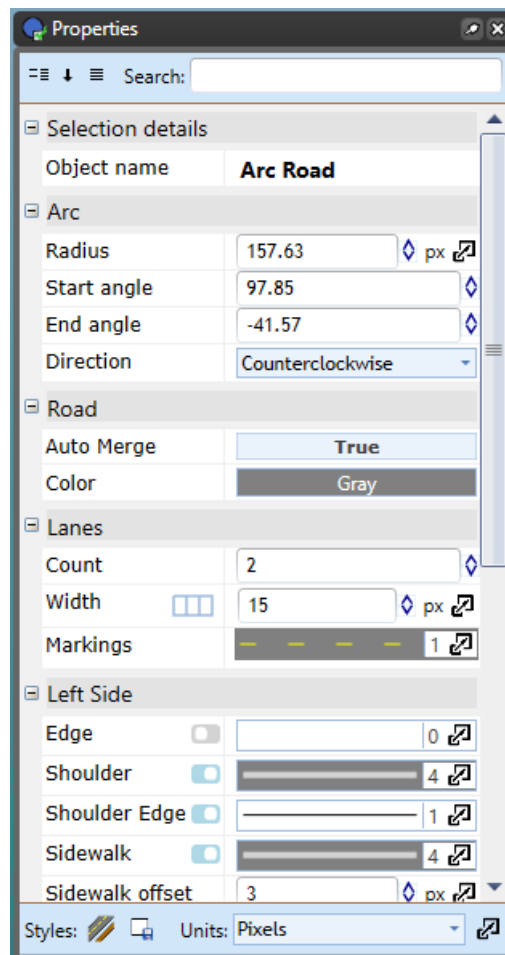 Properties
Search:
Selection details
Object name Arc Road
Arc
Radius 157.63 px
Start angle 97.85
End angle -41.57
Direction Counterclockwise
Road
Auto Merge True
Color Gray
Lanes
Count 2
Width 15 px
Markings 1
Left Side
Edge 0
Shoulder 4
Shoulder Edge 1
Sidewalk 4
Sidewalk offset 3 px
Styles: Units: Pixels